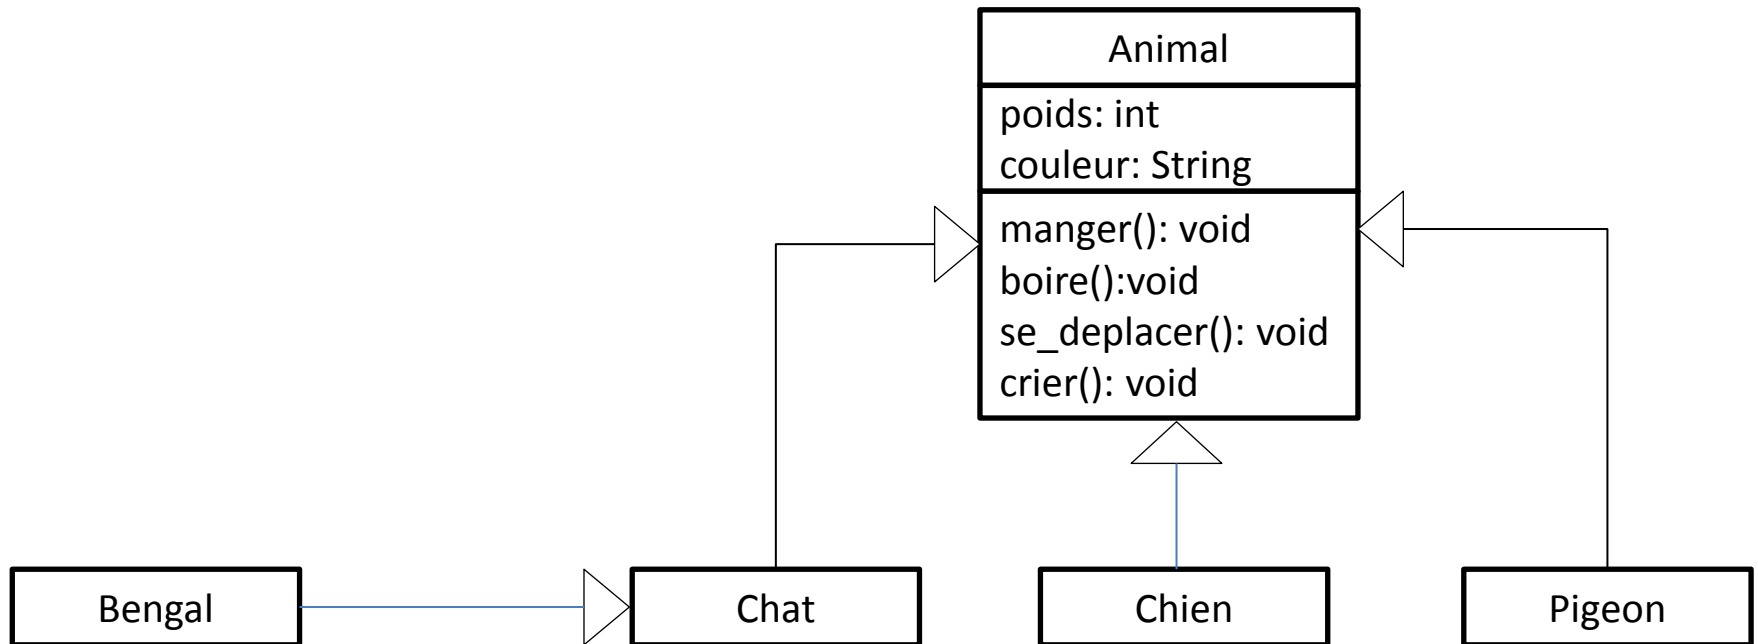 Animal
poids: int
couleur: String
manger(): void
boire():void
se_deplacer(): void
crier(): void
Bengal
Chat
Chien
Pigeon